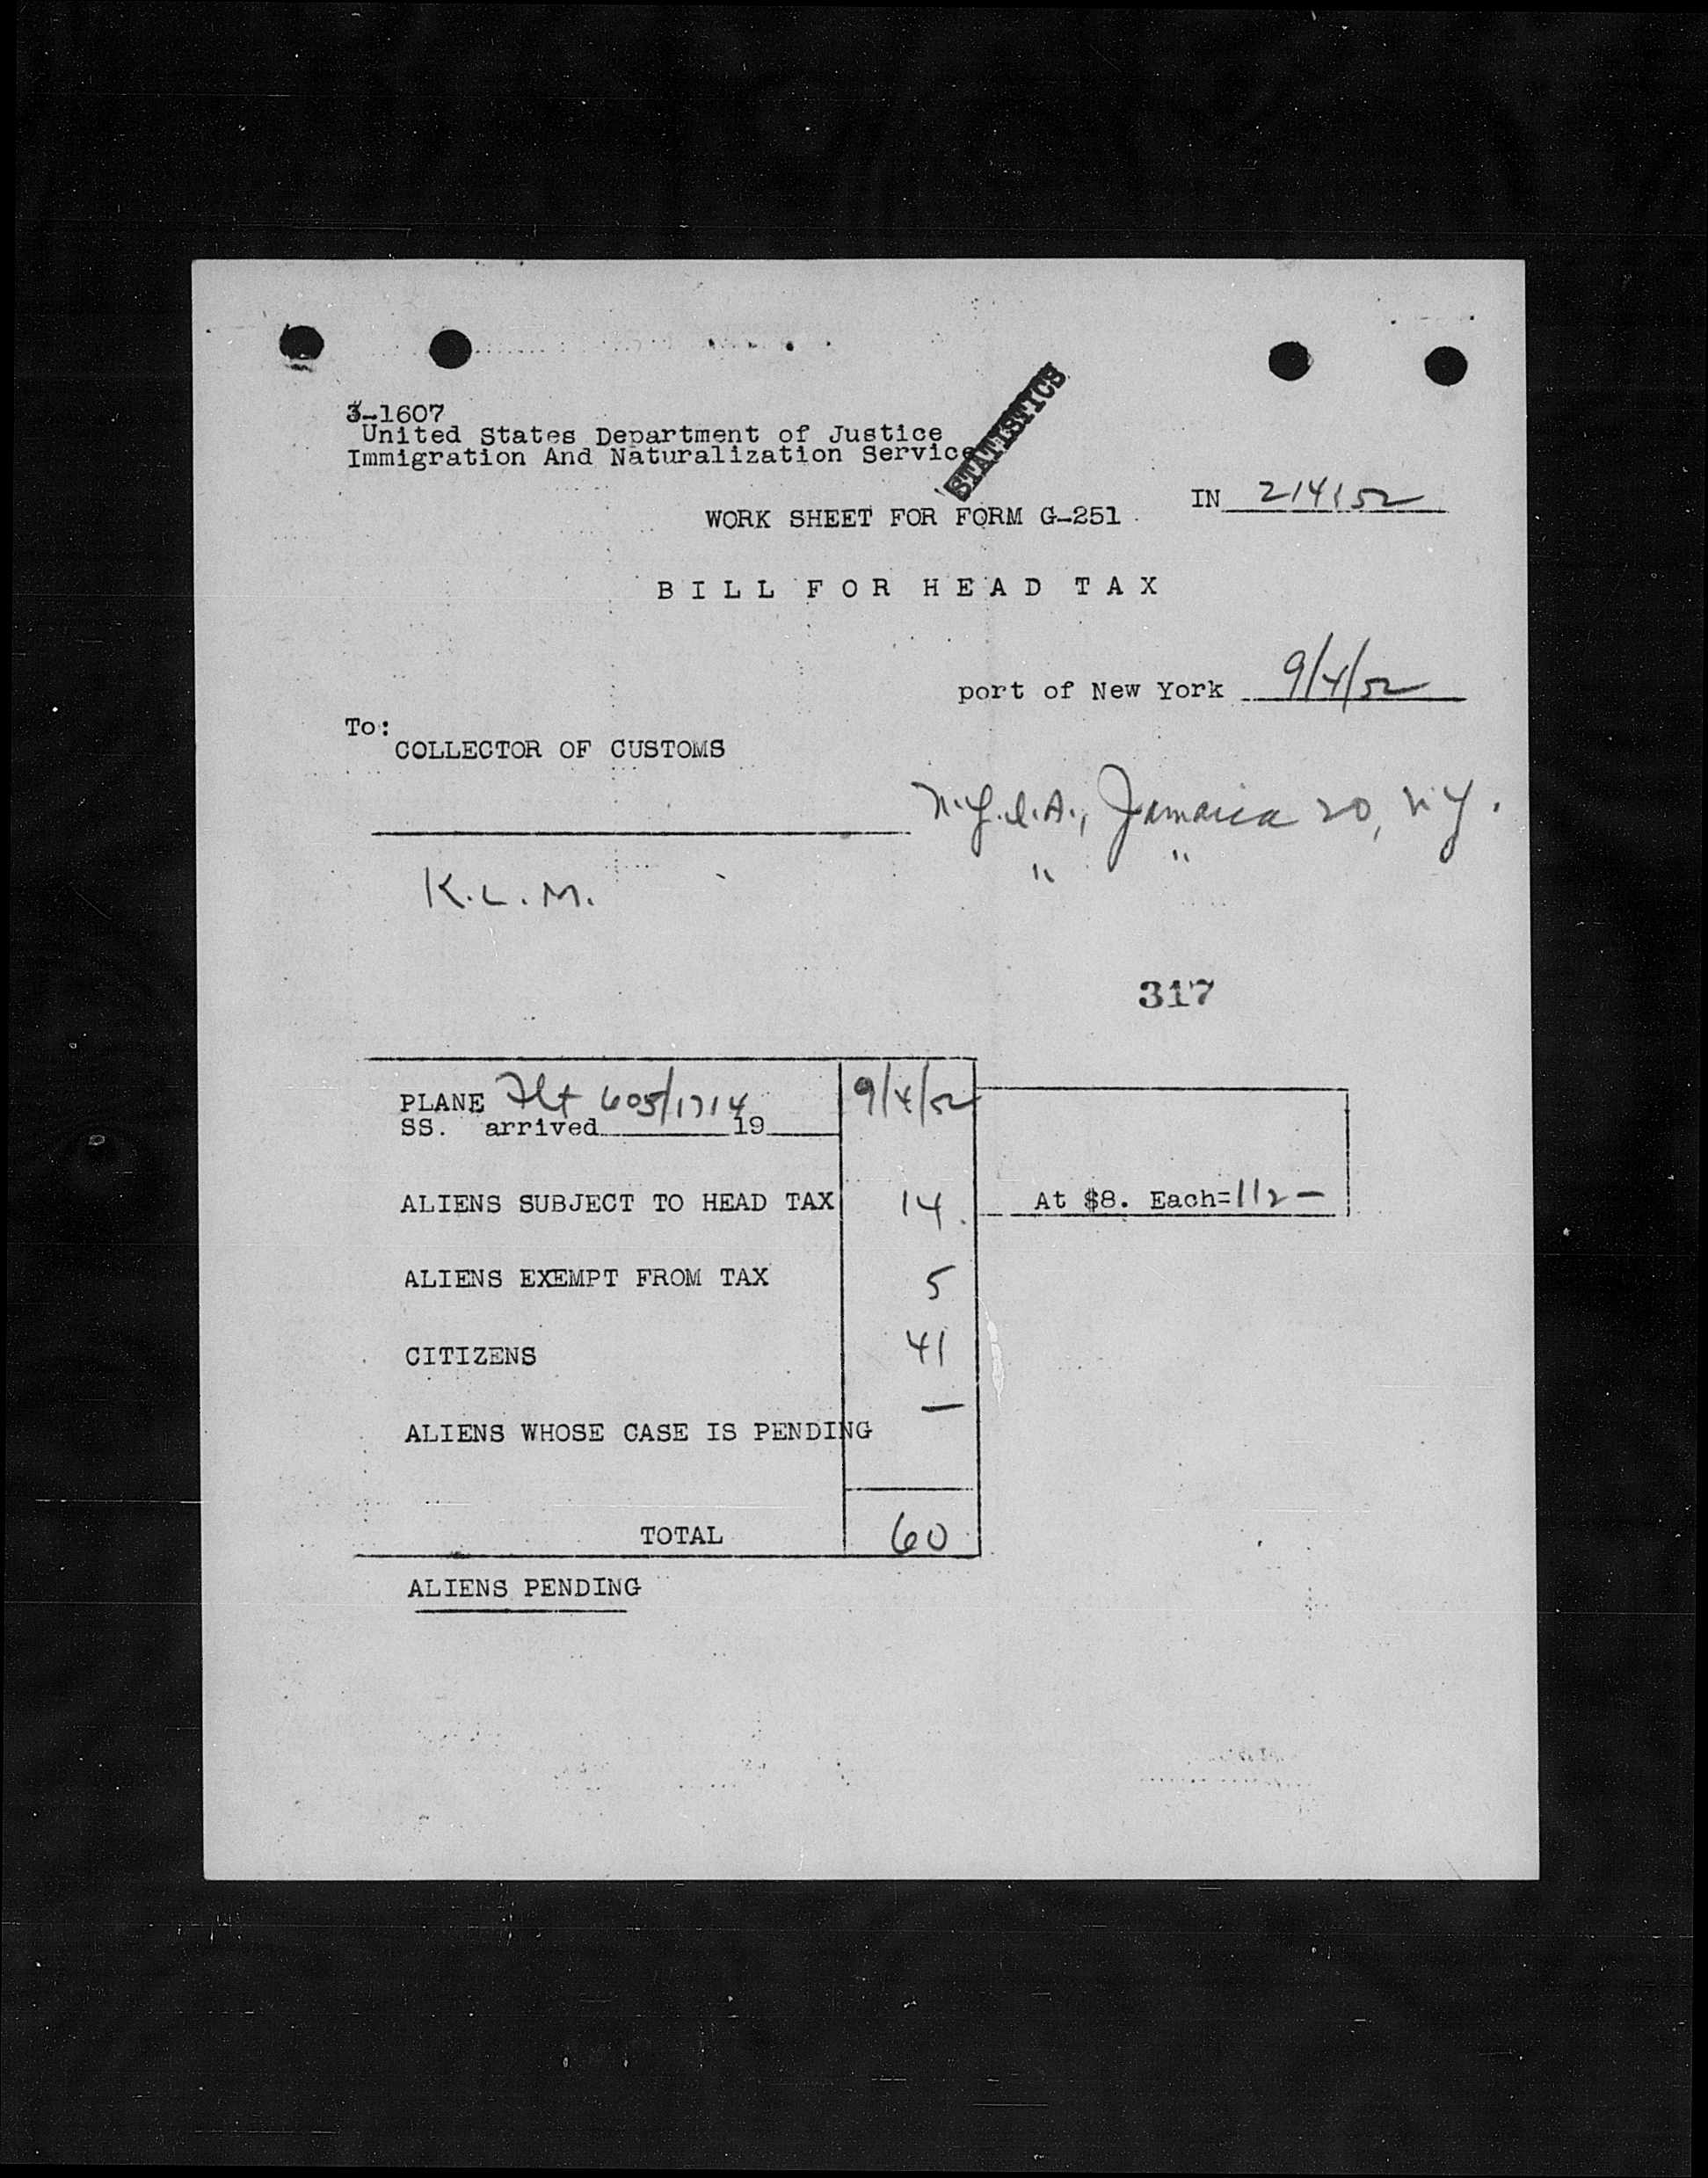 3-1607
United States Department of Justice
Immigration And Naturalization Service
STATISTICS
IN 214152
WORK SHEET FOR FORM G-251
BILL FOR HEAD TAX
port of New York 9/4/52
To:
COLLECTOR OF CUSTOMS
N.Y.I.A., Jamaica 20, N.Y.
" "
K.L.M.
317
PLANE Flt 605/1714 9/4/52
SS. arrived 19
ALIENS SUBJECT TO HEAD TAX 14 At $8. Each=112-
ALIENS EXEMPT FROM TAX 5
CITIZENS 41
ALIENS WHOSE CASE IS PENDING —
TOTAL 60
ALIENS PENDING